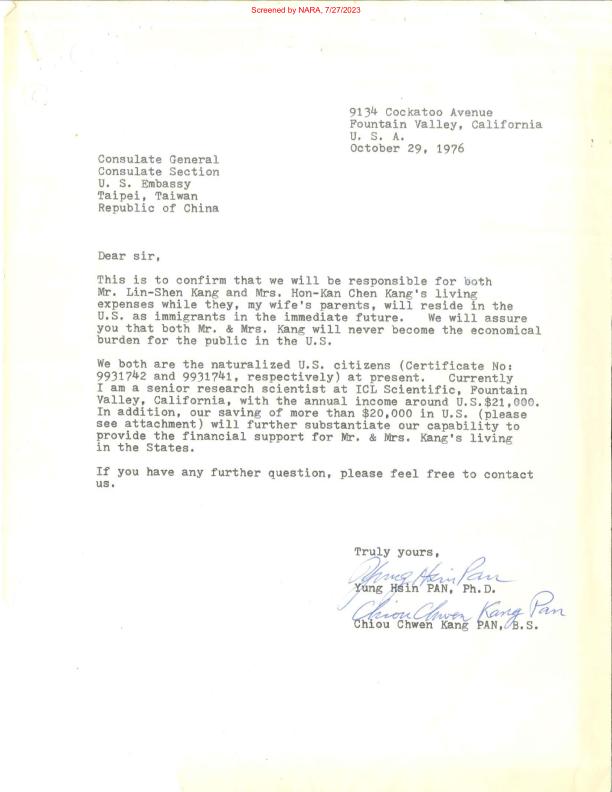 Screened by NARA, 7/27/2023
9134 Cockatoo Avenue
Fountain Valley, California
U. S. A.
October 29, 1976
Consulate General
Consulate Section
U. S. Embassy
Taipei, Taiwan
Republic of China
Dear sir,
This is to confirm that we will be responsible for both
Mr. Lin-Shen Kang and Mrs. Hon-Kan Chen Kang's living
expenses while they, my wife's parents, will reside in the
U.S. as immigrants in the immediate future. We will assure
you that both Mr. & Mrs. Kang will never become the economical
burden for the public in the U.S.
We both are the naturalized U.S. citizens (Certificate No:
9931742 and 9931741, respectively) at present. Currently
I am a senior research scientist at ICL Scientific, Fountain
Valley, California, with the annual income around U.S.$21,000.
In addition, our saving of more than $20,000 in U.S. (please
see attachment) will further substantiate our capability to
provide the financial support for Mr. & Mrs. Kang's living
in the States.
If you have any further question, please feel free to contact
us.
Truly yours,
Yung Hsin Pan
Yung Hsin PAN, Ph.D.
Chiou Chwen Kang Pan
Chiou Chwen Kang PAN, B.S.